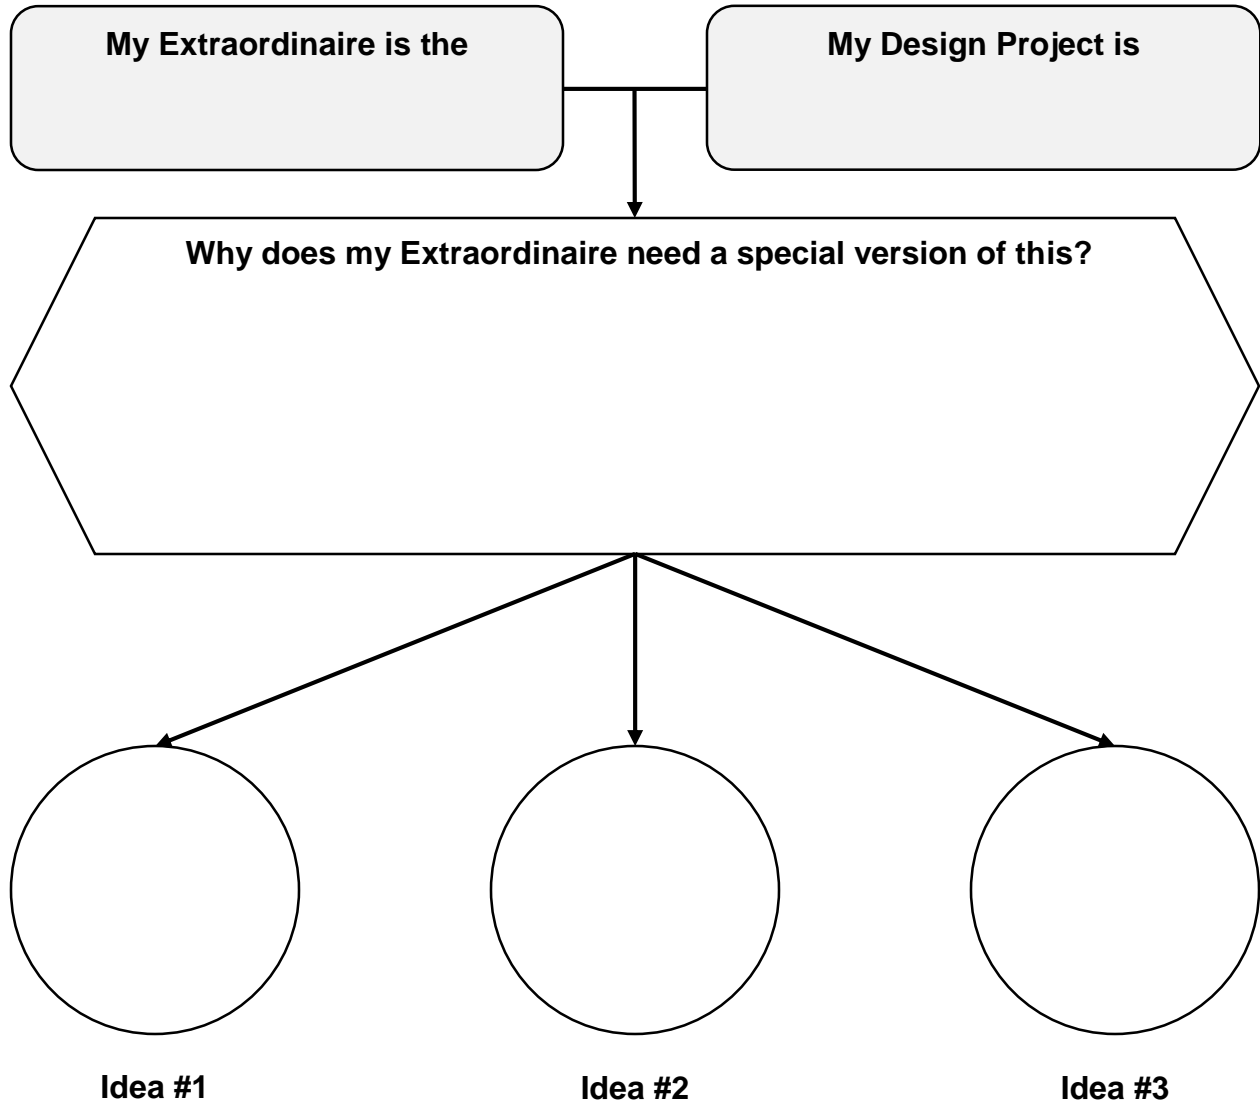 My Extraordinaire is the
My Design Project is
Why does my Extraordinaire need a special version of this?
Idea #1
Idea #2
Idea #3